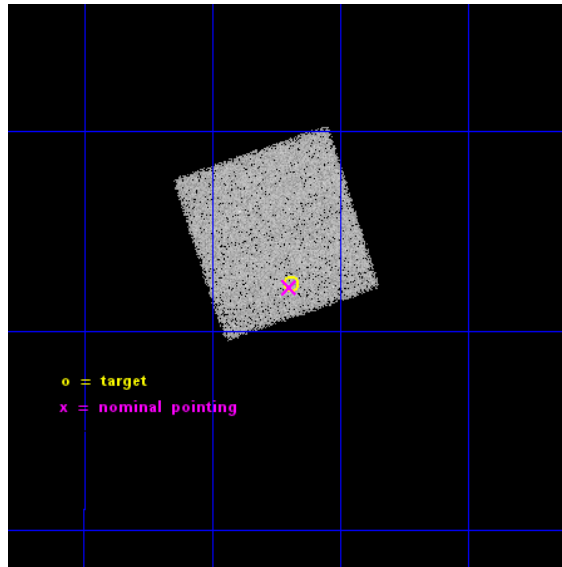 o = target
x = nominal pointing